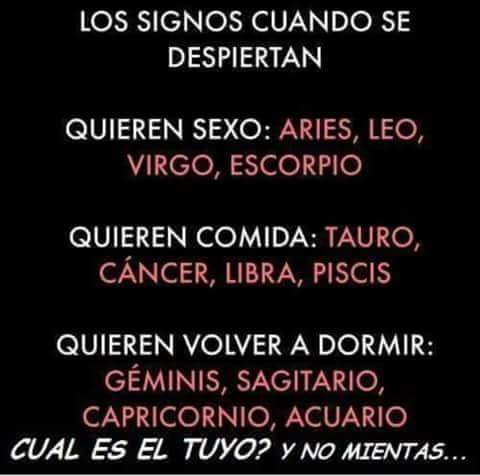 LOS SIGNOS CUANDO SE
DESPIERTAN
QUIEREN SEXO: ARIES, LEO,
VIRGO, ESCORPIO
QUIEREN COMIDA: TAURO,
CÁNCER, LIBRA, PISCIS
QUIEREN VOLVER A DORMIR:
GÉMINIS, SAGITARIO,
CAPRICORNIO, ACUARIO
CUAL ES EL TUYO? Y NO MIENTAS...